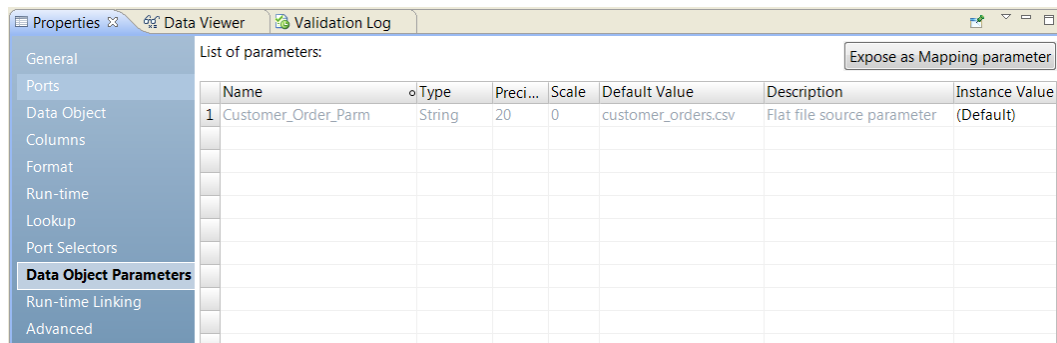 Properties Data Viewer Validation Log
General
Ports
Data Object
Columns
Format
Run-time
Lookup
Port Selectors
Data Object Parameters
Run-time Linking
Advanced
List of parameters:
Expose as Mapping parameter
Name Type Preci... Scale Default Value Description Instance Value
1 Customer_Order_Parm String 20 0 customer_orders.csv Flat file source parameter (Default)